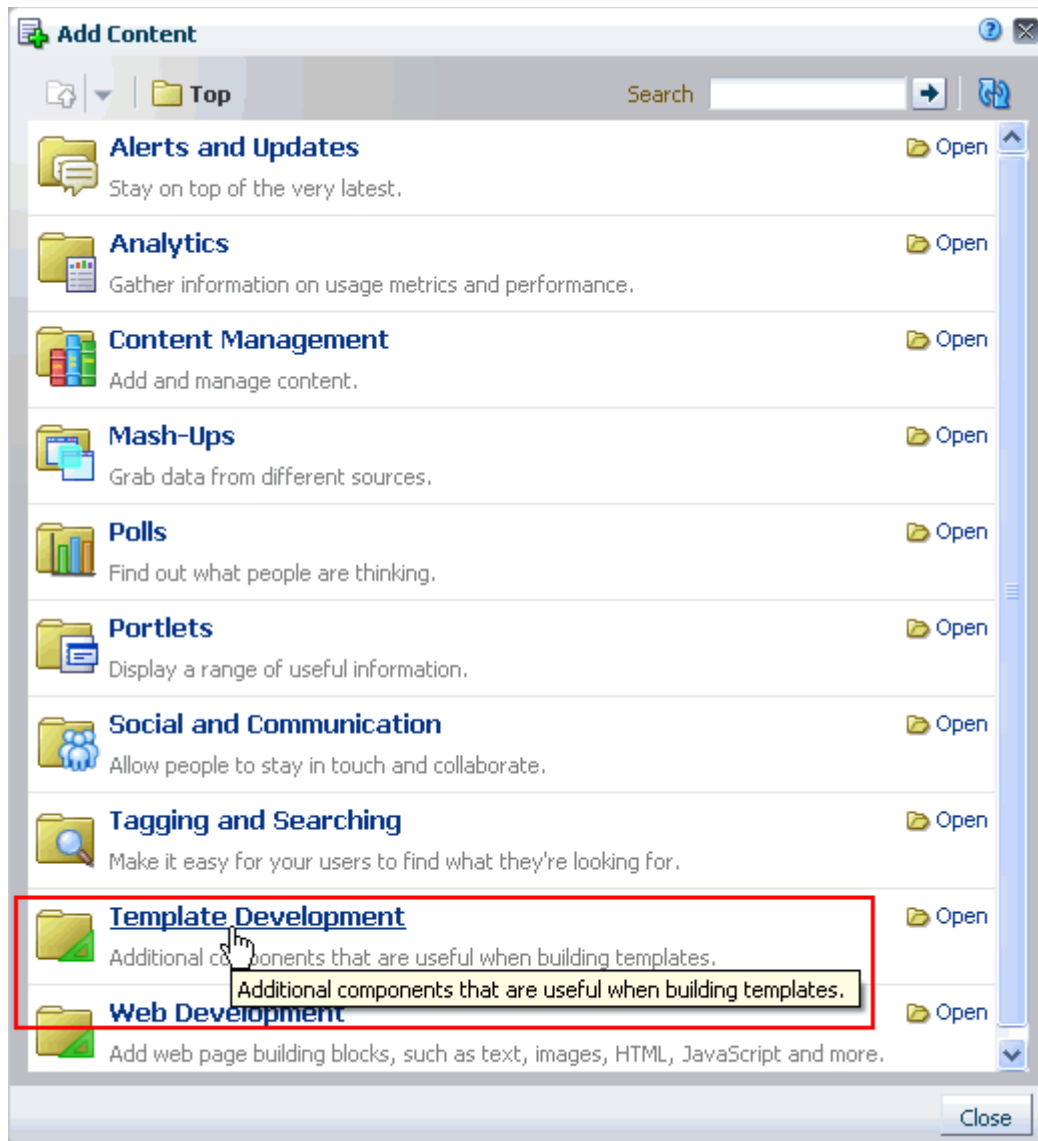 Add Content
Top
Search
Alerts and Updates
Open
Stay on top of the very latest.
Analytics
Open
Gather information on usage metrics and performance.
Content Management
Open
Add and manage content.
Mash-Ups
Open
Grab data from different sources.
Polls
Open
Find out what people are thinking.
Portlets
Open
Display a range of useful information.
Social and Communication
Open
Allow people to stay in touch and collaborate.
Tagging and Searching
Open
Make it easy for your users to find what they're looking for.
Template Development
Open
Additional components that are useful when building templates.
Additional components that are useful when building templates.
Web Development
Open
Add web page building blocks, such as text, images, HTML, JavaScript and more.
Close